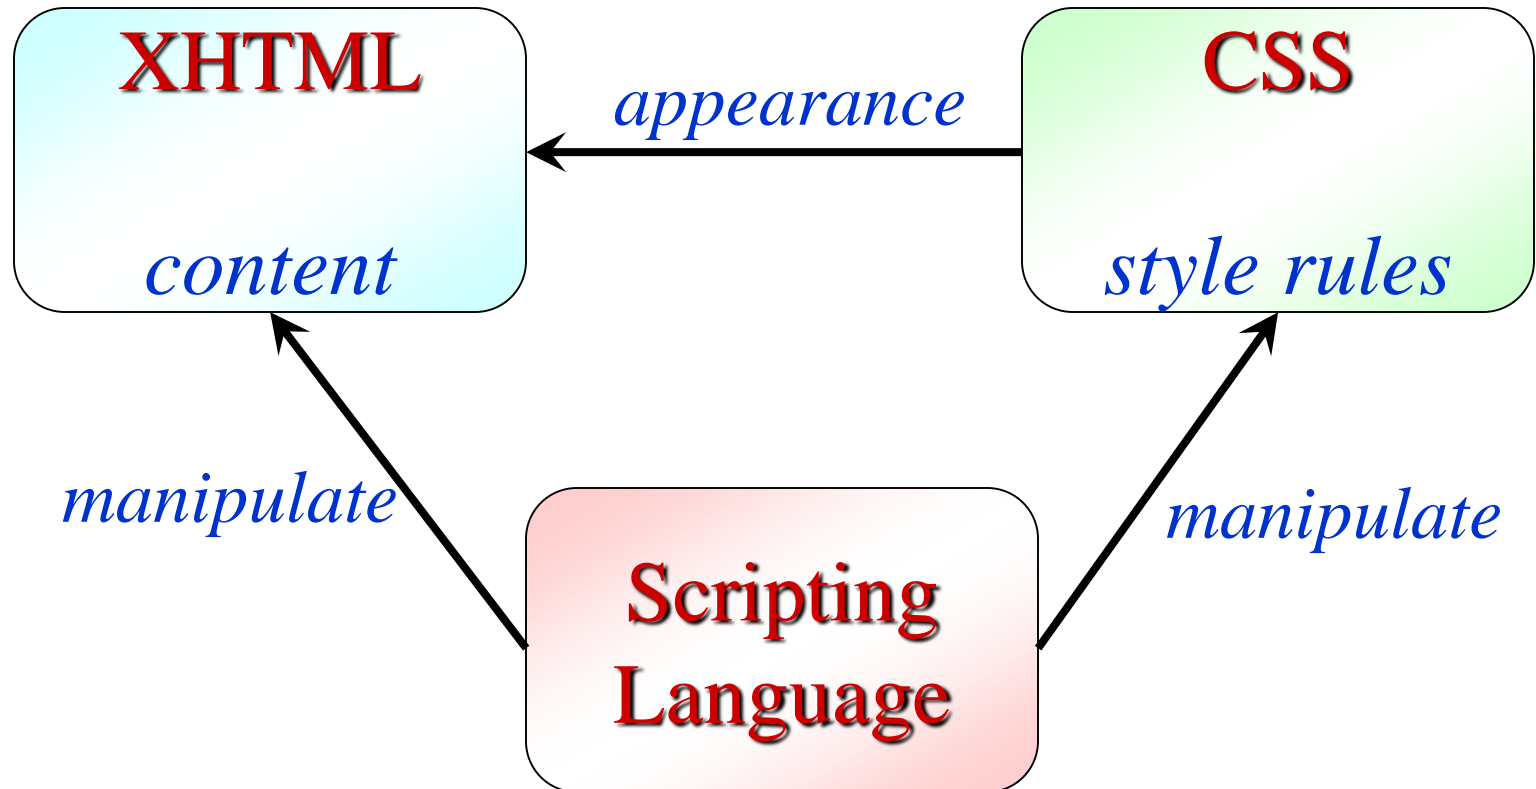 XHTML
CSS
appearance
content
style rules
manipulate
manipulate
Scripting
Language